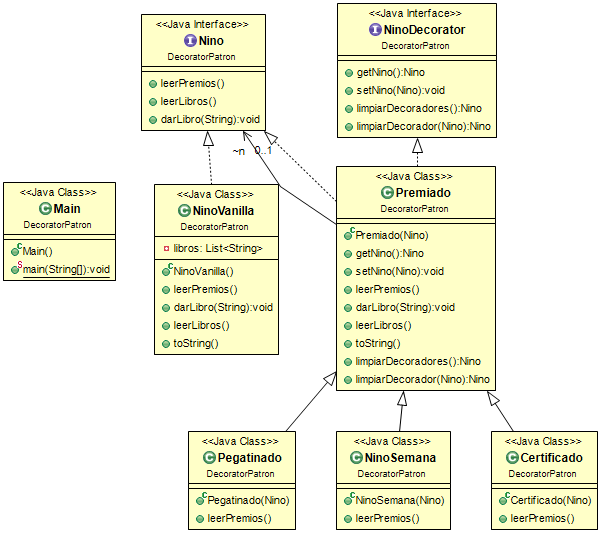 <<Java Interface>>
Nino
DecoratorPatron
leerPremios()
leerLibros()
darLibro(String):void
<<Java Interface>>
NinoDecorator
DecoratorPatron
getNino():Nino
setNino(Nino):void
limpiarDecoradores():Nino
limpiarDecorador(Nino):Nino
~n 0..1
<<Java Class>>
Main
DecoratorPatron
Main()
main(String[]):void
<<Java Class>>
NinoVanilla
DecoratorPatron
libros: List<String>
NinoVanilla()
leerPremios()
darLibro(String):void
leerLibros()
toString()
<<Java Class>>
Premiado
DecoratorPatron
Premiado(Nino)
getNino():Nino
setNino(Nino):void
leerPremios()
darLibro(String):void
leerLibros()
toString()
limpiarDecoradores():Nino
limpiarDecorador(Nino):Nino
<<Java Class>>
Pegatinado
DecoratorPatron
Pegatinado(Nino)
leerPremios()
<<Java Class>>
NinoSemana
DecoratorPatron
NinoSemana(Nino)
leerPremios()
<<Java Class>>
Certificado
DecoratorPatron
Certificado(Nino)
leerPremios()